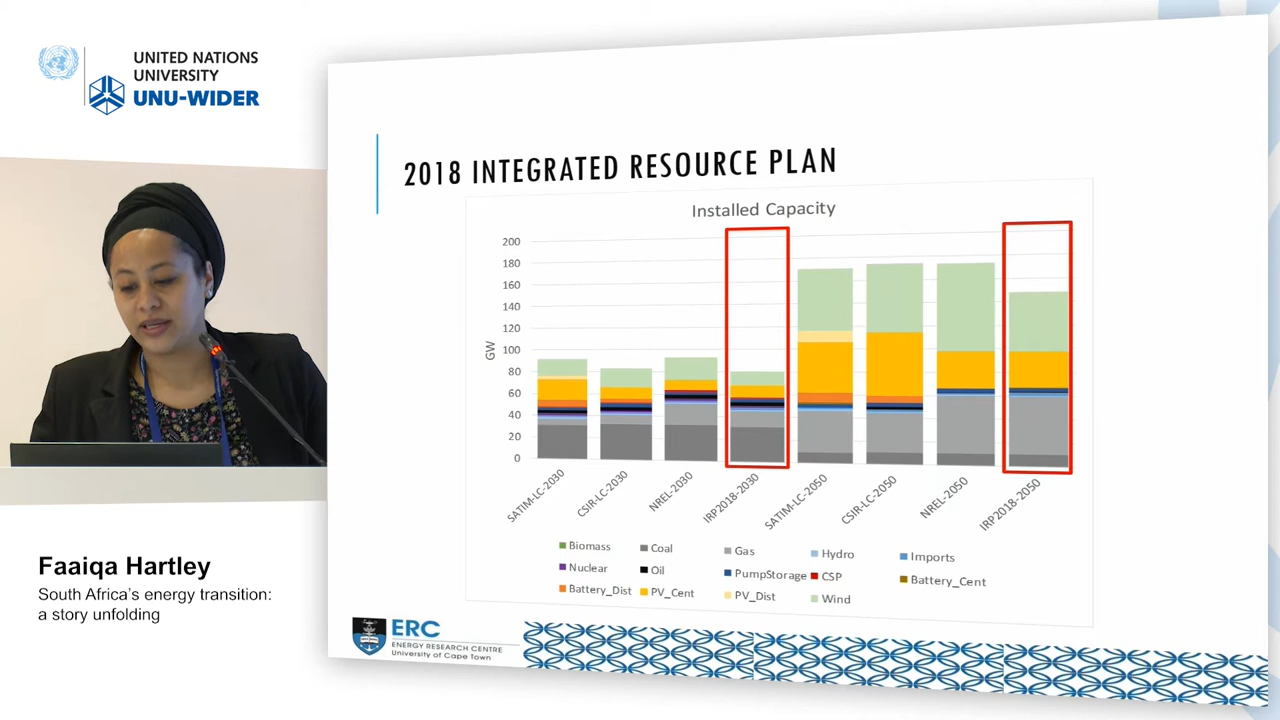 UNITED NATIONS
UNIVERSITY
UNU-WIDER
2018 INTEGRATED RESOURCE PLAN
Installed Capacity
200
180
160
140
120
100
80
60
40
20
0
GW
SATIM-LC-2030
CSIR-LC-2030
NREL-2030
IRP2018-2030
SATIM-LC-2050
CSIR-LC-2050
NREL-2050
IRP2018-2050
Biomass Coal Gas Hydro Imports
Nuclear Oil PumpStorage CSP Battery_Cent
Battery_Dist PV_Cent PV_Dist Wind
Faaiqa Hartley
South Africa's energy transition:
a story unfolding
ERC
ENERGY RESEARCH CENTRE
University of Cape Town